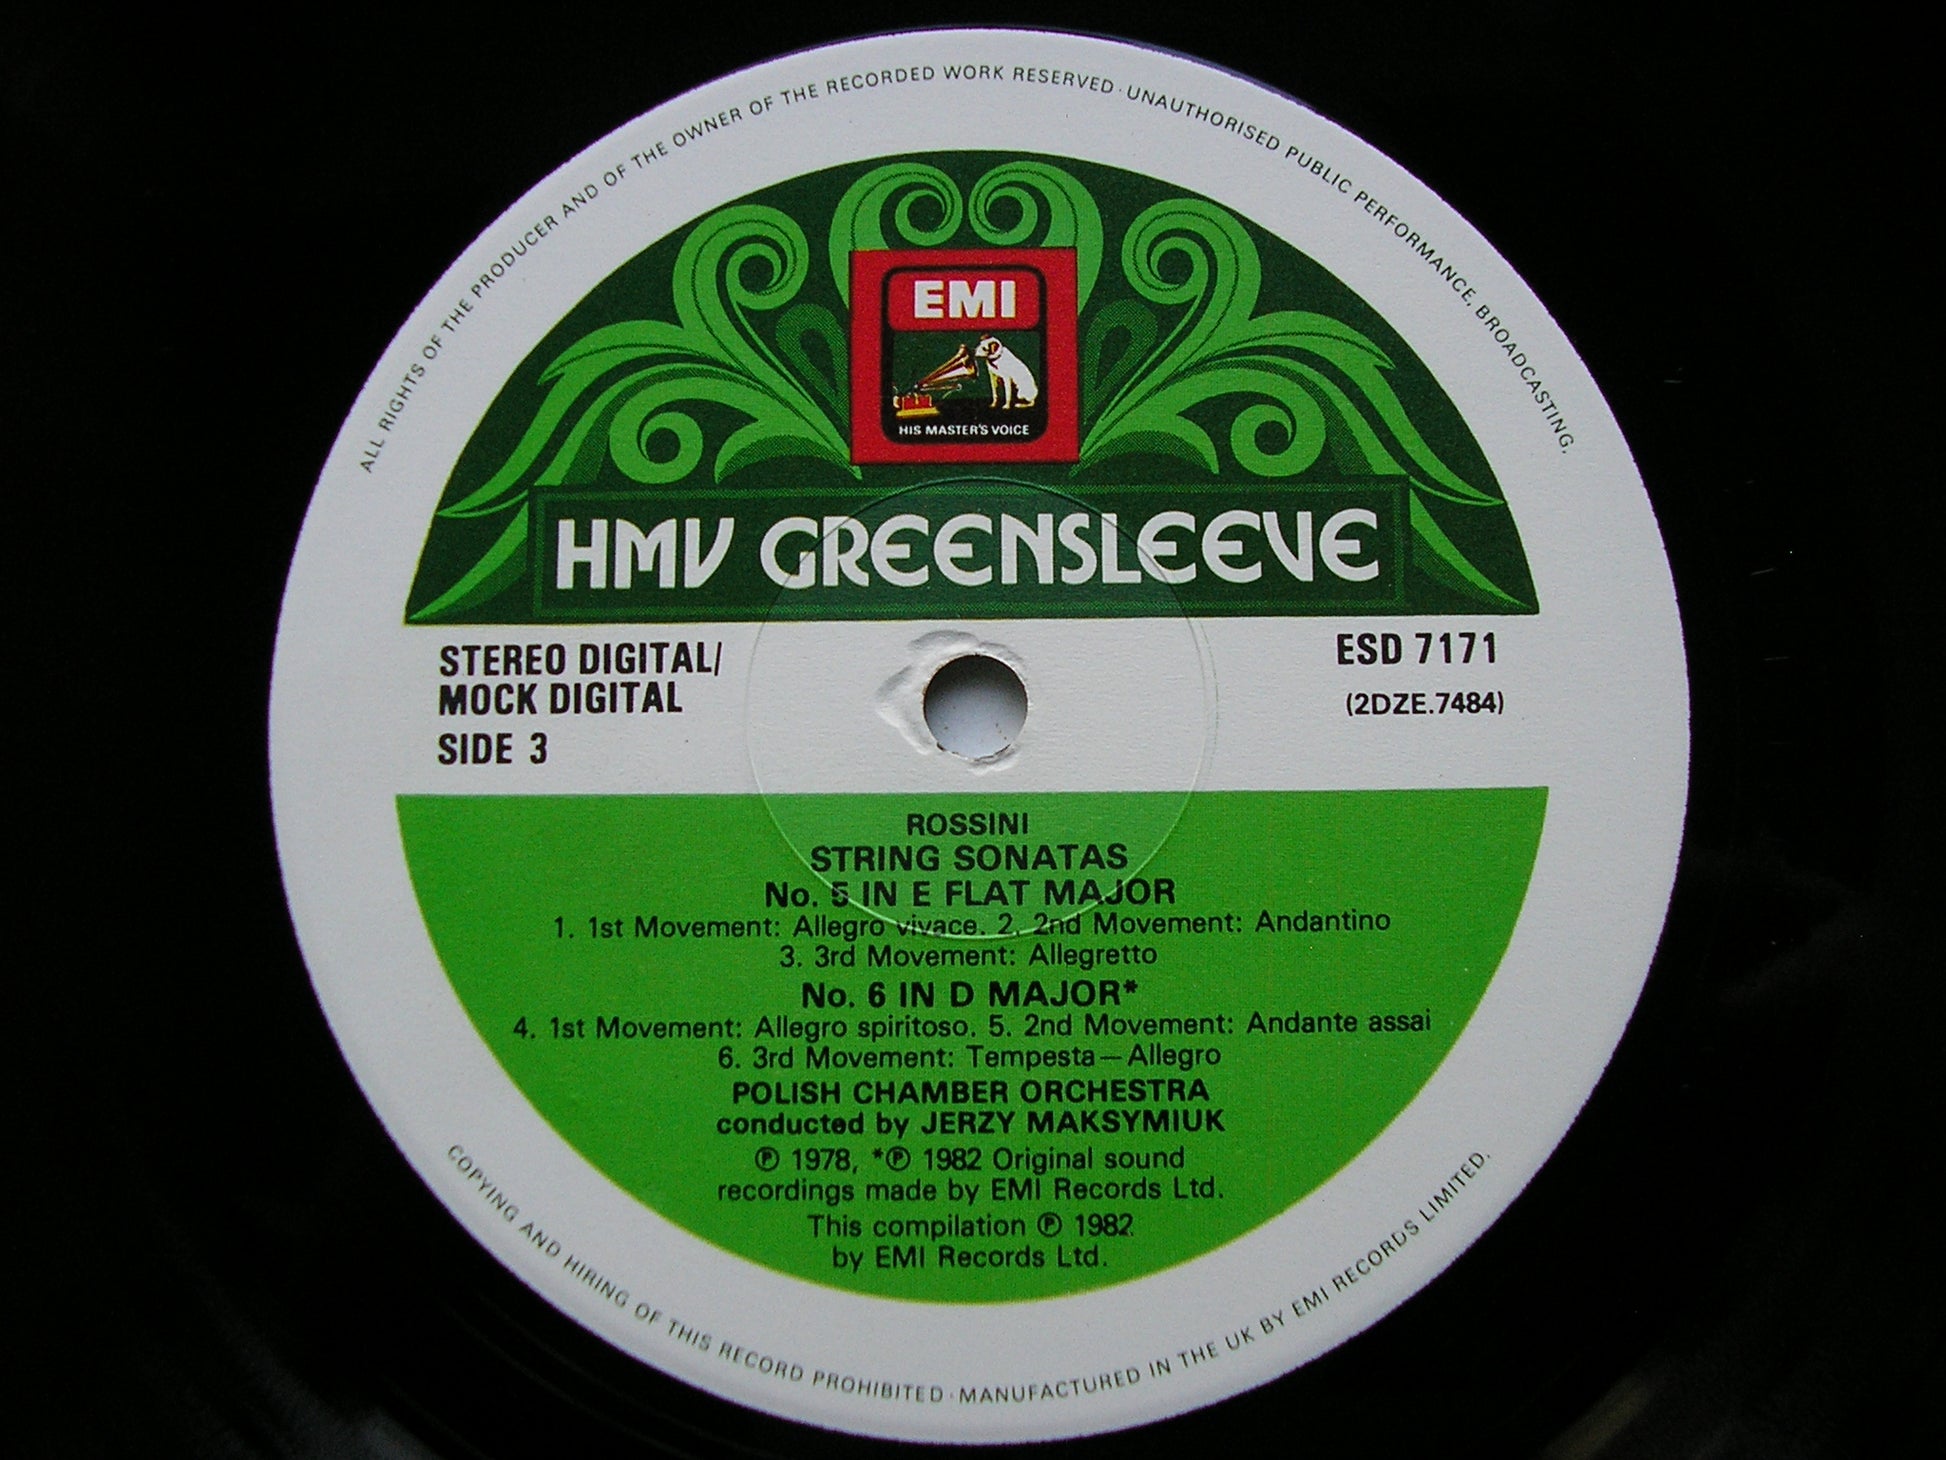 ALL RIGHTS OF THE PRODUCER AND OF THE OWNER OF THE RECORDED WORK RESERVED · UNAUTHORISED PUBLIC PERFORMANCE, BROADCASTING,
EMI
HIS MASTER'S VOICE
HMV GREENSLEEVE
STEREO DIGITAL/
MOCK DIGITAL
SIDE 3
ESD 7171
(2DZE.7484)
ROSSINI
STRING SONATAS
No. 5 IN E FLAT MAJOR
1. 1st Movement: Allegro vivace. 2. 2nd Movement: Andantino
3. 3rd Movement: Allegretto
No. 6 IN D MAJOR*
4. 1st Movement: Allegro spiritoso. 5. 2nd Movement: Andante assai
6. 3rd Movement: Tempesta—Allegro
POLISH CHAMBER ORCHESTRA
conducted by JERZY MAKSYMIUK
℗ 1978, *℗ 1982 Original sound
recordings made by EMI Records Ltd.
This compilation ℗ 1982
by EMI Records Ltd.
COPYING AND HIRING OF THIS RECORD PROHIBITED · MANUFACTURED IN THE UK BY EMI RECORDS LIMITED.